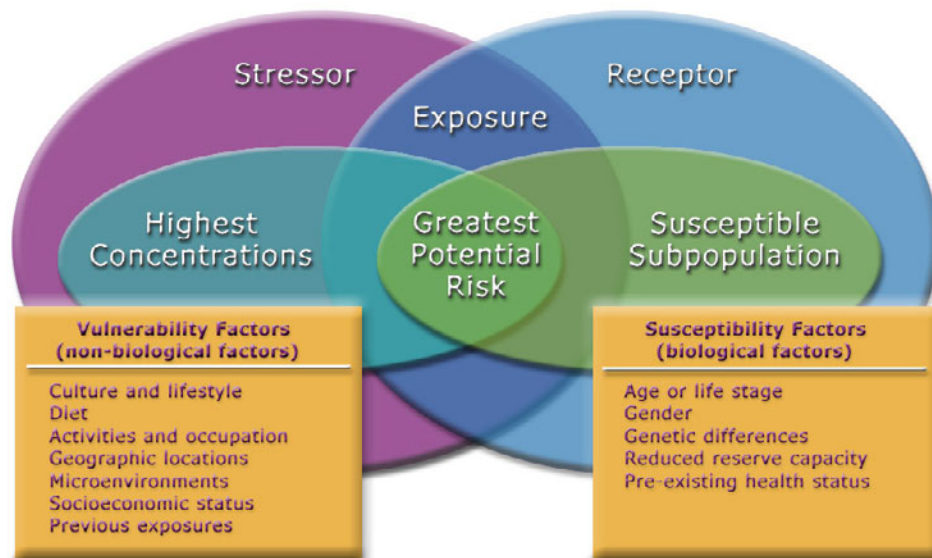 Stressor
Receptor
Exposure
Highest
Concentrations
Greatest
Potential
Risk
Susceptible
Subpopulation
Vulnerability Factors
(non-biological factors)
Culture and lifestyle
Diet
Activities and occupation
Geographic locations
Microenvironments
Socioeconomic status
Previous exposures
Susceptibility Factors
(biological factors)
Age or life stage
Gender
Genetic differences
Reduced reserve capacity
Pre-existing health status